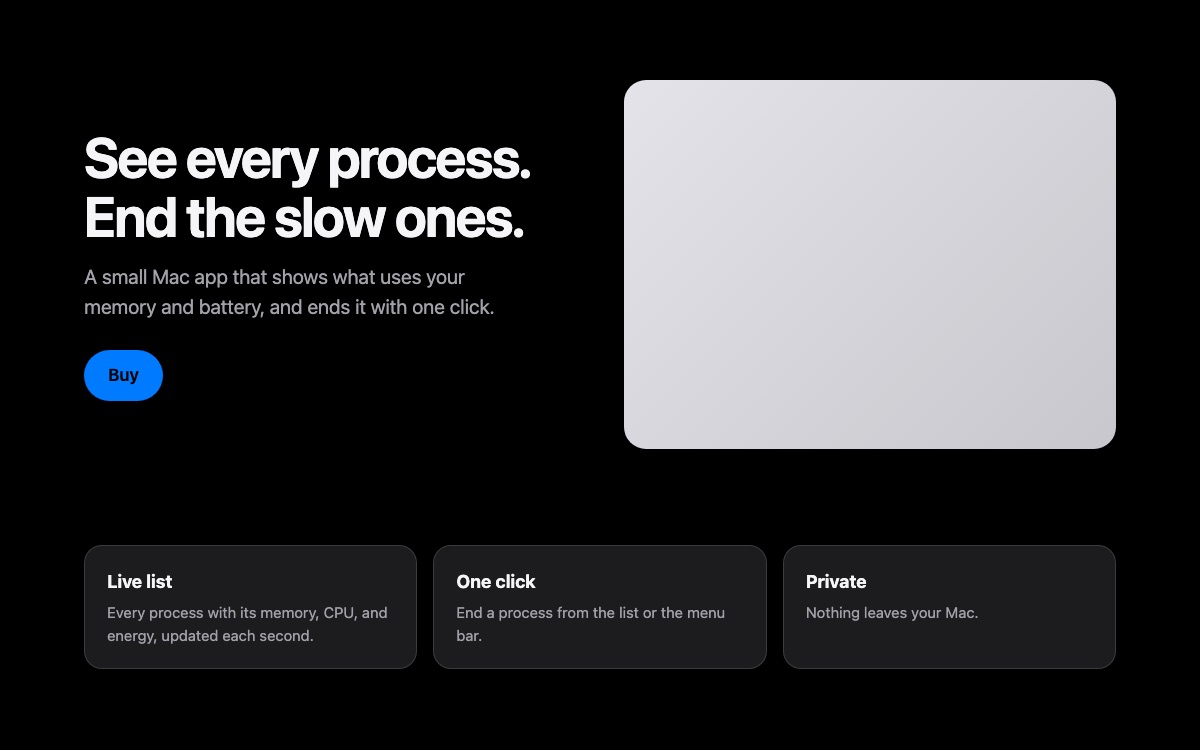 See every process.
End the slow ones.
A small Mac app that shows what uses your
memory and battery, and ends it with one click.
Buy
Live list
Every process with its memory, CPU, and
energy, updated each second.
One click
End a process from the list or the menu
bar.
Private
Nothing leaves your Mac.